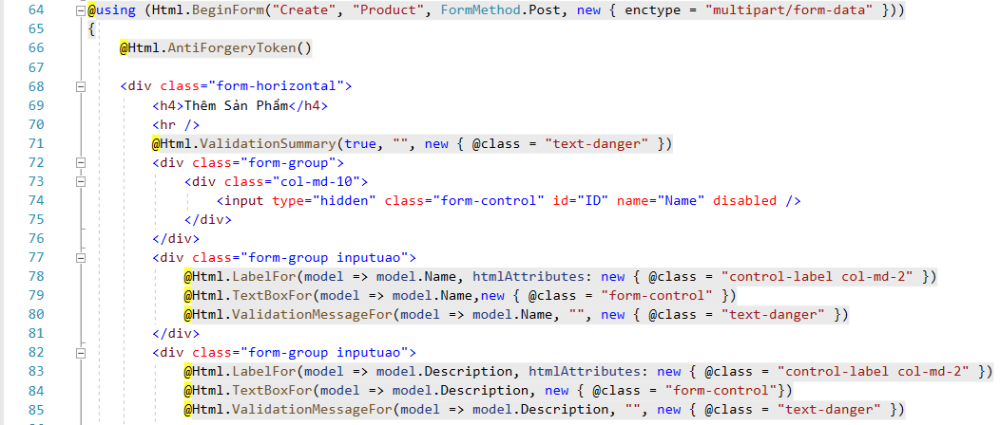 64 @using (Html.BeginForm("Create", "Product", FormMethod.Post, new { enctype = "multipart/form-data" }))
65 {
66 @Html.AntiForgeryToken()
67
68 <div class="form-horizontal">
69 <h4>Thêm Sản Phẩm</h4>
70 <hr />
71 @Html.ValidationSummary(true, "", new { @class = "text-danger" })
72 <div class="form-group">
73 <div class="col-md-10">
74 <input type="hidden" class="form-control" id="ID" name="Name" disabled />
75 </div>
76 </div>
77 <div class="form-group inputuao">
78 @Html.LabelFor(model => model.Name, htmlAttributes: new { @class = "control-label col-md-2" })
79 @Html.TextBoxFor(model => model.Name,new { @class = "form-control" })
80 @Html.ValidationMessageFor(model => model.Name, "", new { @class = "text-danger" })
81 </div>
82 <div class="form-group inputuao">
83 @Html.LabelFor(model => model.Description, htmlAttributes: new { @class = "control-label col-md-2" })
84 @Html.TextBoxFor(model => model.Description, new { @class = "form-control"})
85 @Html.ValidationMessageFor(model => model.Description, "", new { @class = "text-danger" })